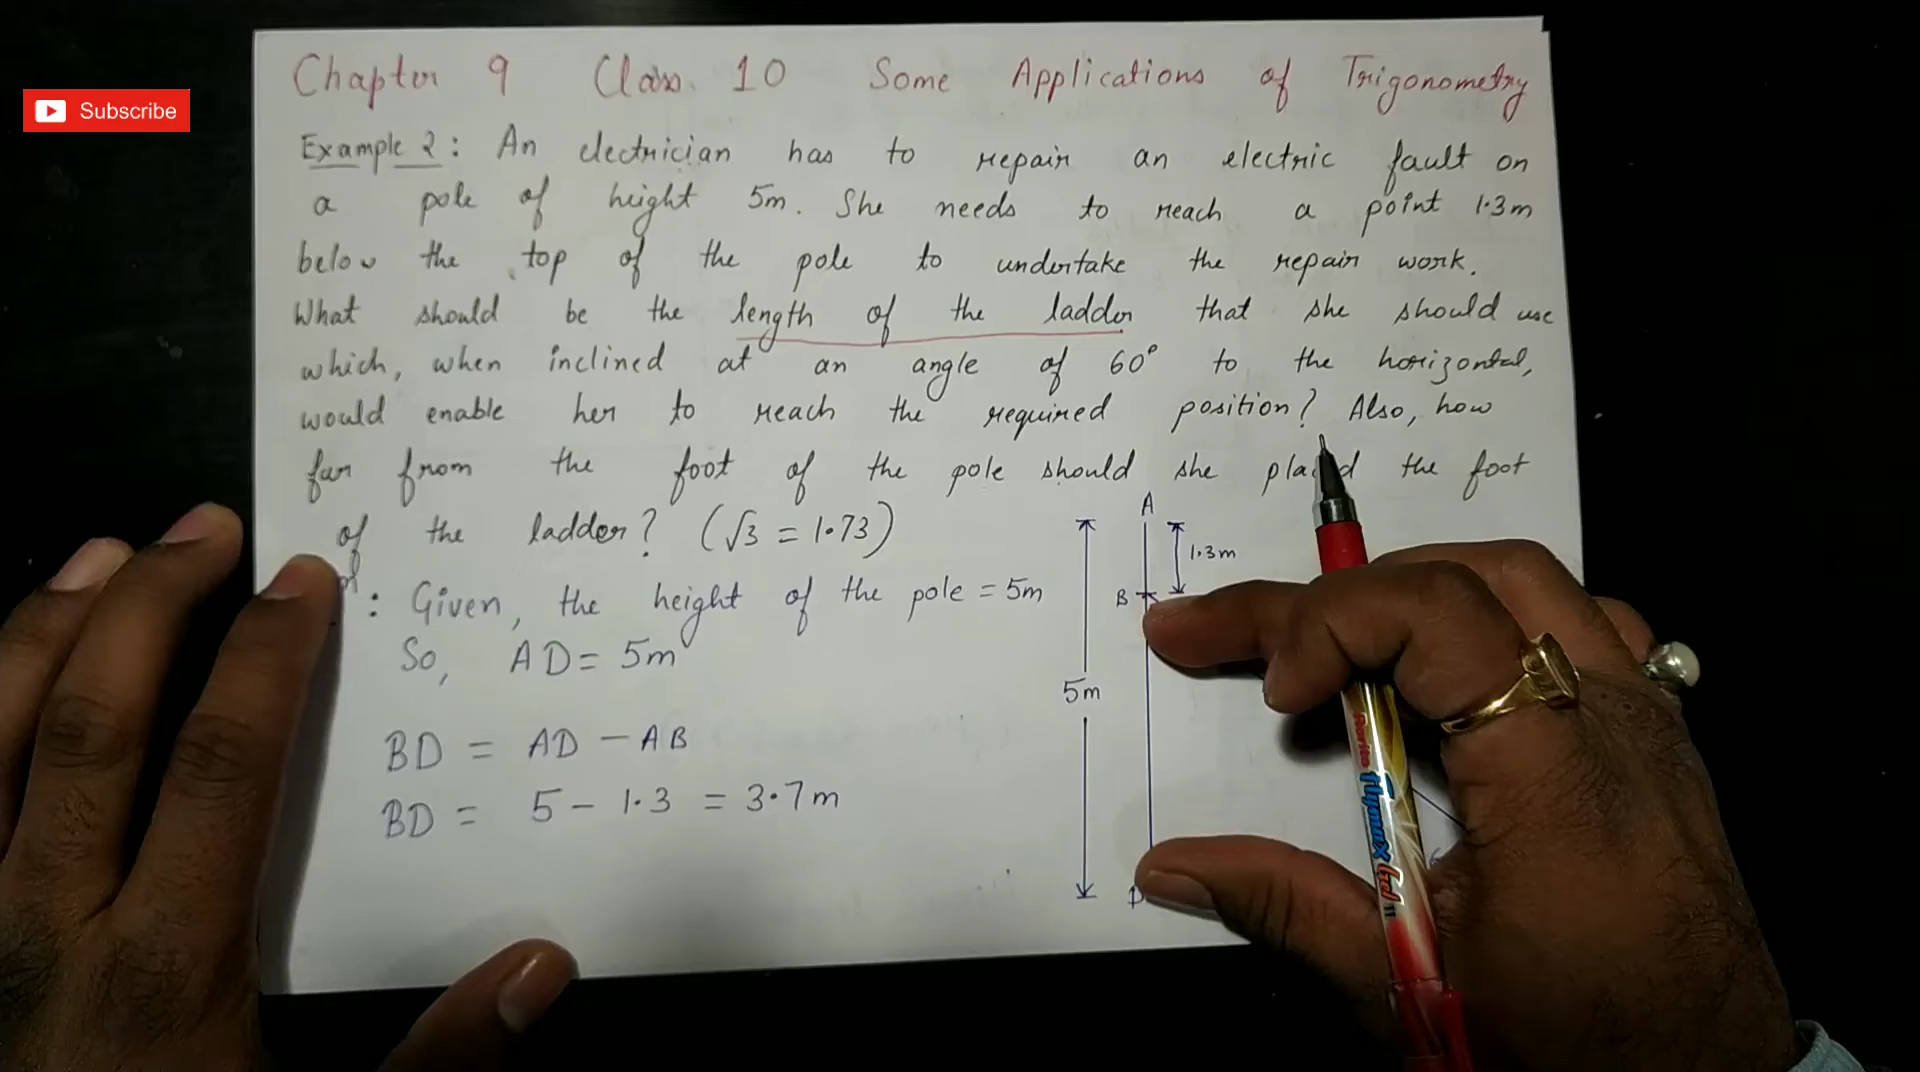 Subscribe
Chapter 9 Class 10 Some Applications of Trigonometry
Example 2: An electrician has to repair an electric fault on
a pole of height 5m. She needs to reach a point 1.3m
below the top of the pole to undertake the repair work.
What should be the length of the ladder that she should use
which, when inclined at an angle of 60° to the horizontal,
would enable her to reach the required position? Also, how
far from the foot of the pole should she placed the foot
of the ladder? (√3 = 1.73)
: Given, the height of the pole = 5m
So, AD = 5m
BD = AD - AB
BD = 5 - 1.3 = 3.7m
A
1.3m
B
5m
D
Rorito Flymax Gel